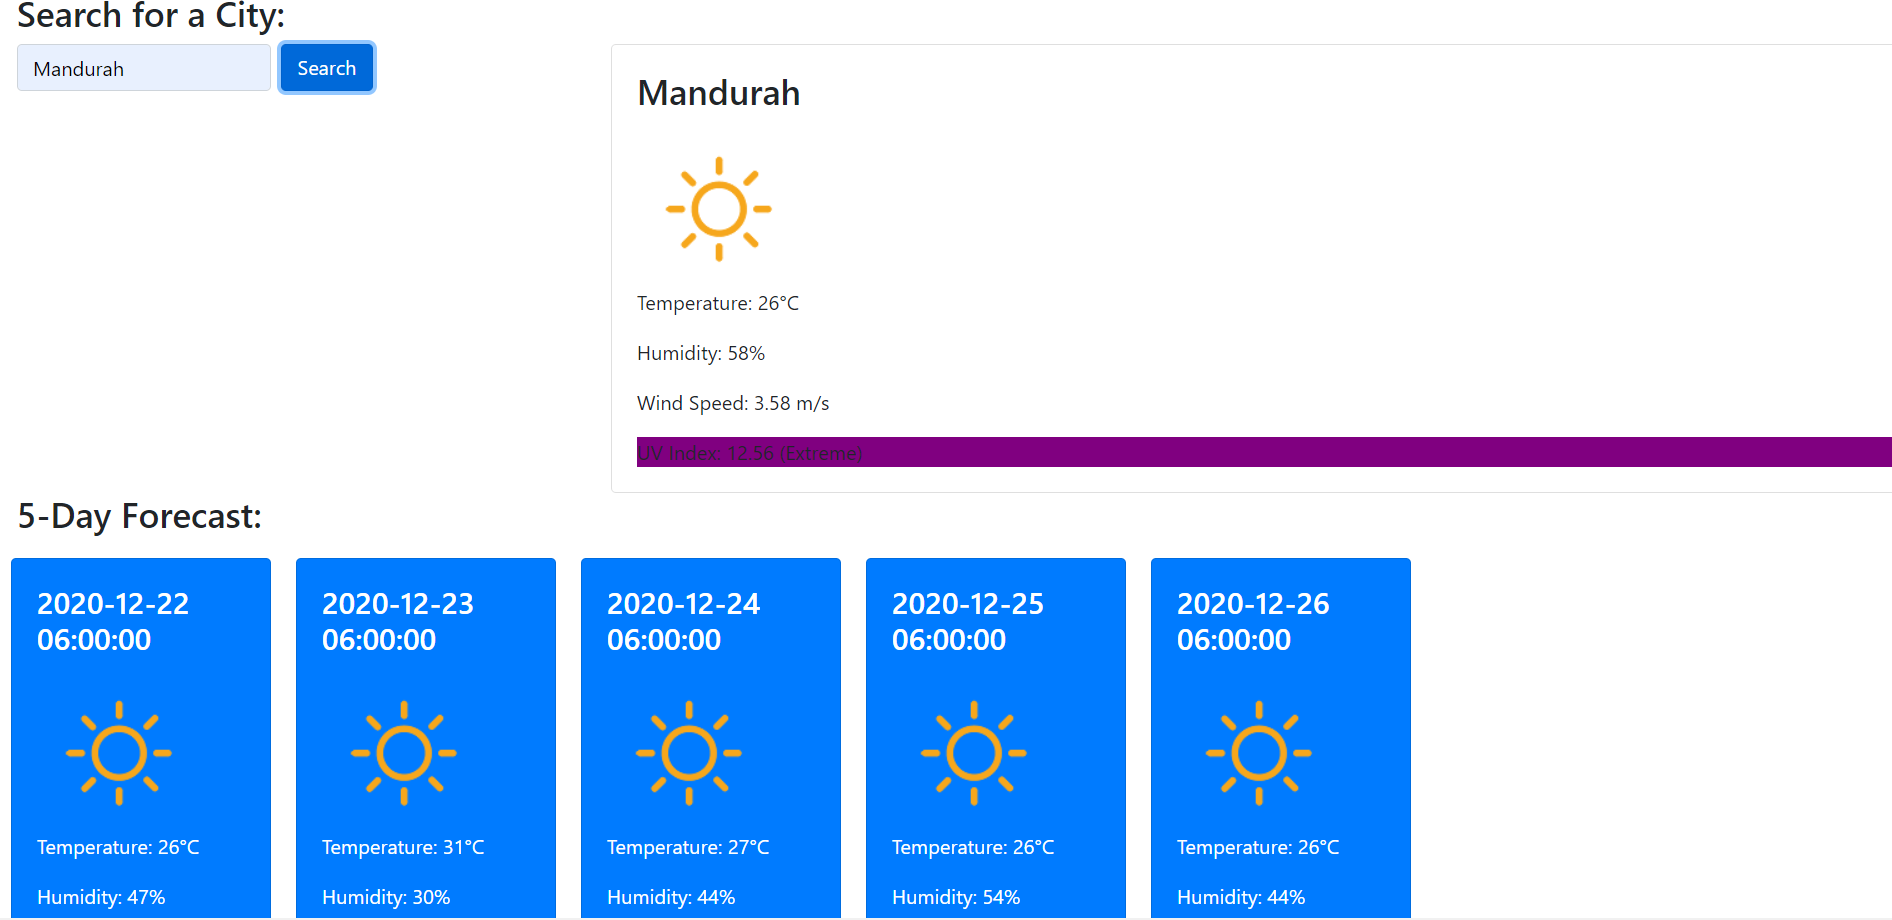 Search for a City:
Mandurah
Search
Mandurah
Temperature: 26°C
Humidity: 58%
Wind Speed: 3.58 m/s
UV Index: 12.56 (Extreme)
5-Day Forecast:
2020-12-22
06:00:00
Temperature: 26°C
Humidity: 47%
2020-12-23
06:00:00
Temperature: 31°C
Humidity: 30%
2020-12-24
06:00:00
Temperature: 27°C
Humidity: 44%
2020-12-25
06:00:00
Temperature: 26°C
Humidity: 54%
2020-12-26
06:00:00
Temperature: 26°C
Humidity: 44%